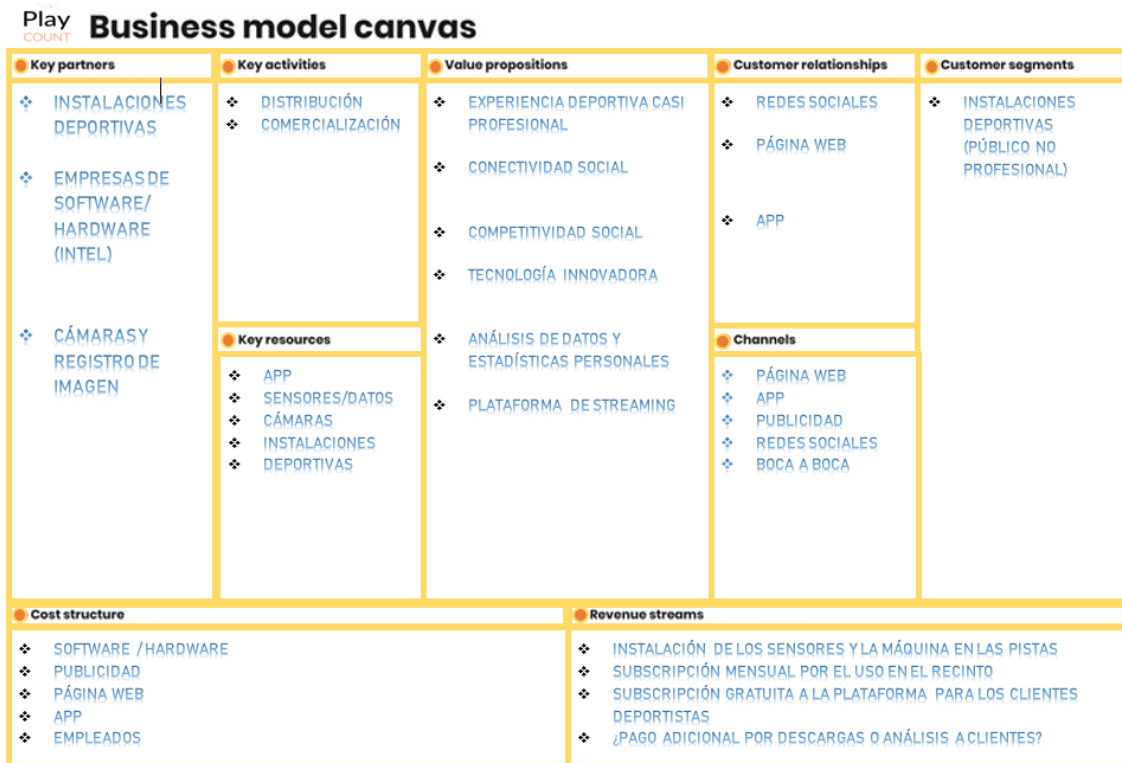 Play
COUNT
Business model canvas
Key partners
INSTALACIONES
DEPORTIVAS
EMPRESAS DE
SOFTWARE/
HARDWARE
(INTEL)
CÁMARAS Y
REGISTRO DE
IMAGEN
Key activities
DISTRIBUCIÓN
COMERCIALIZACIÓN
Key resources
APP
SENSORES/DATOS
CÁMARAS
INSTALACIONES
DEPORTIVAS
Value propositions
EXPERIENCIA DEPORTIVA CASI
PROFESIONAL
CONECTIVIDAD SOCIAL
COMPETITIVIDAD SOCIAL
TECNOLOGÍA INNOVADORA
ANÁLISIS DE DATOS Y
ESTADÍSTICAS PERSONALES
PLATAFORMA DE STREAMING
Customer relationships
REDES SOCIALES
PÁGINA WEB
APP
Channels
PÁGINA WEB
APP
PUBLICIDAD
REDES SOCIALES
BOCA A BOCA
Customer segments
INSTALACIONES
DEPORTIVAS
(PÚBLICO NO
PROFESIONAL)
Cost structure
SOFTWARE / HARDWARE
PUBLICIDAD
PÁGINA WEB
APP
EMPLEADOS
Revenue streams
INSTALACIÓN DE LOS SENSORES Y LA MÁQUINA EN LAS PISTAS
SUBSCRIPCIÓN MENSUAL POR EL USO EN EL RECINTO
SUBSCRIPCIÓN GRATUITA A LA PLATAFORMA PARA LOS CLIENTES
DEPORTISTAS
¿PAGO ADICIONAL POR DESCARGAS O ANÁLISIS A CLIENTES?